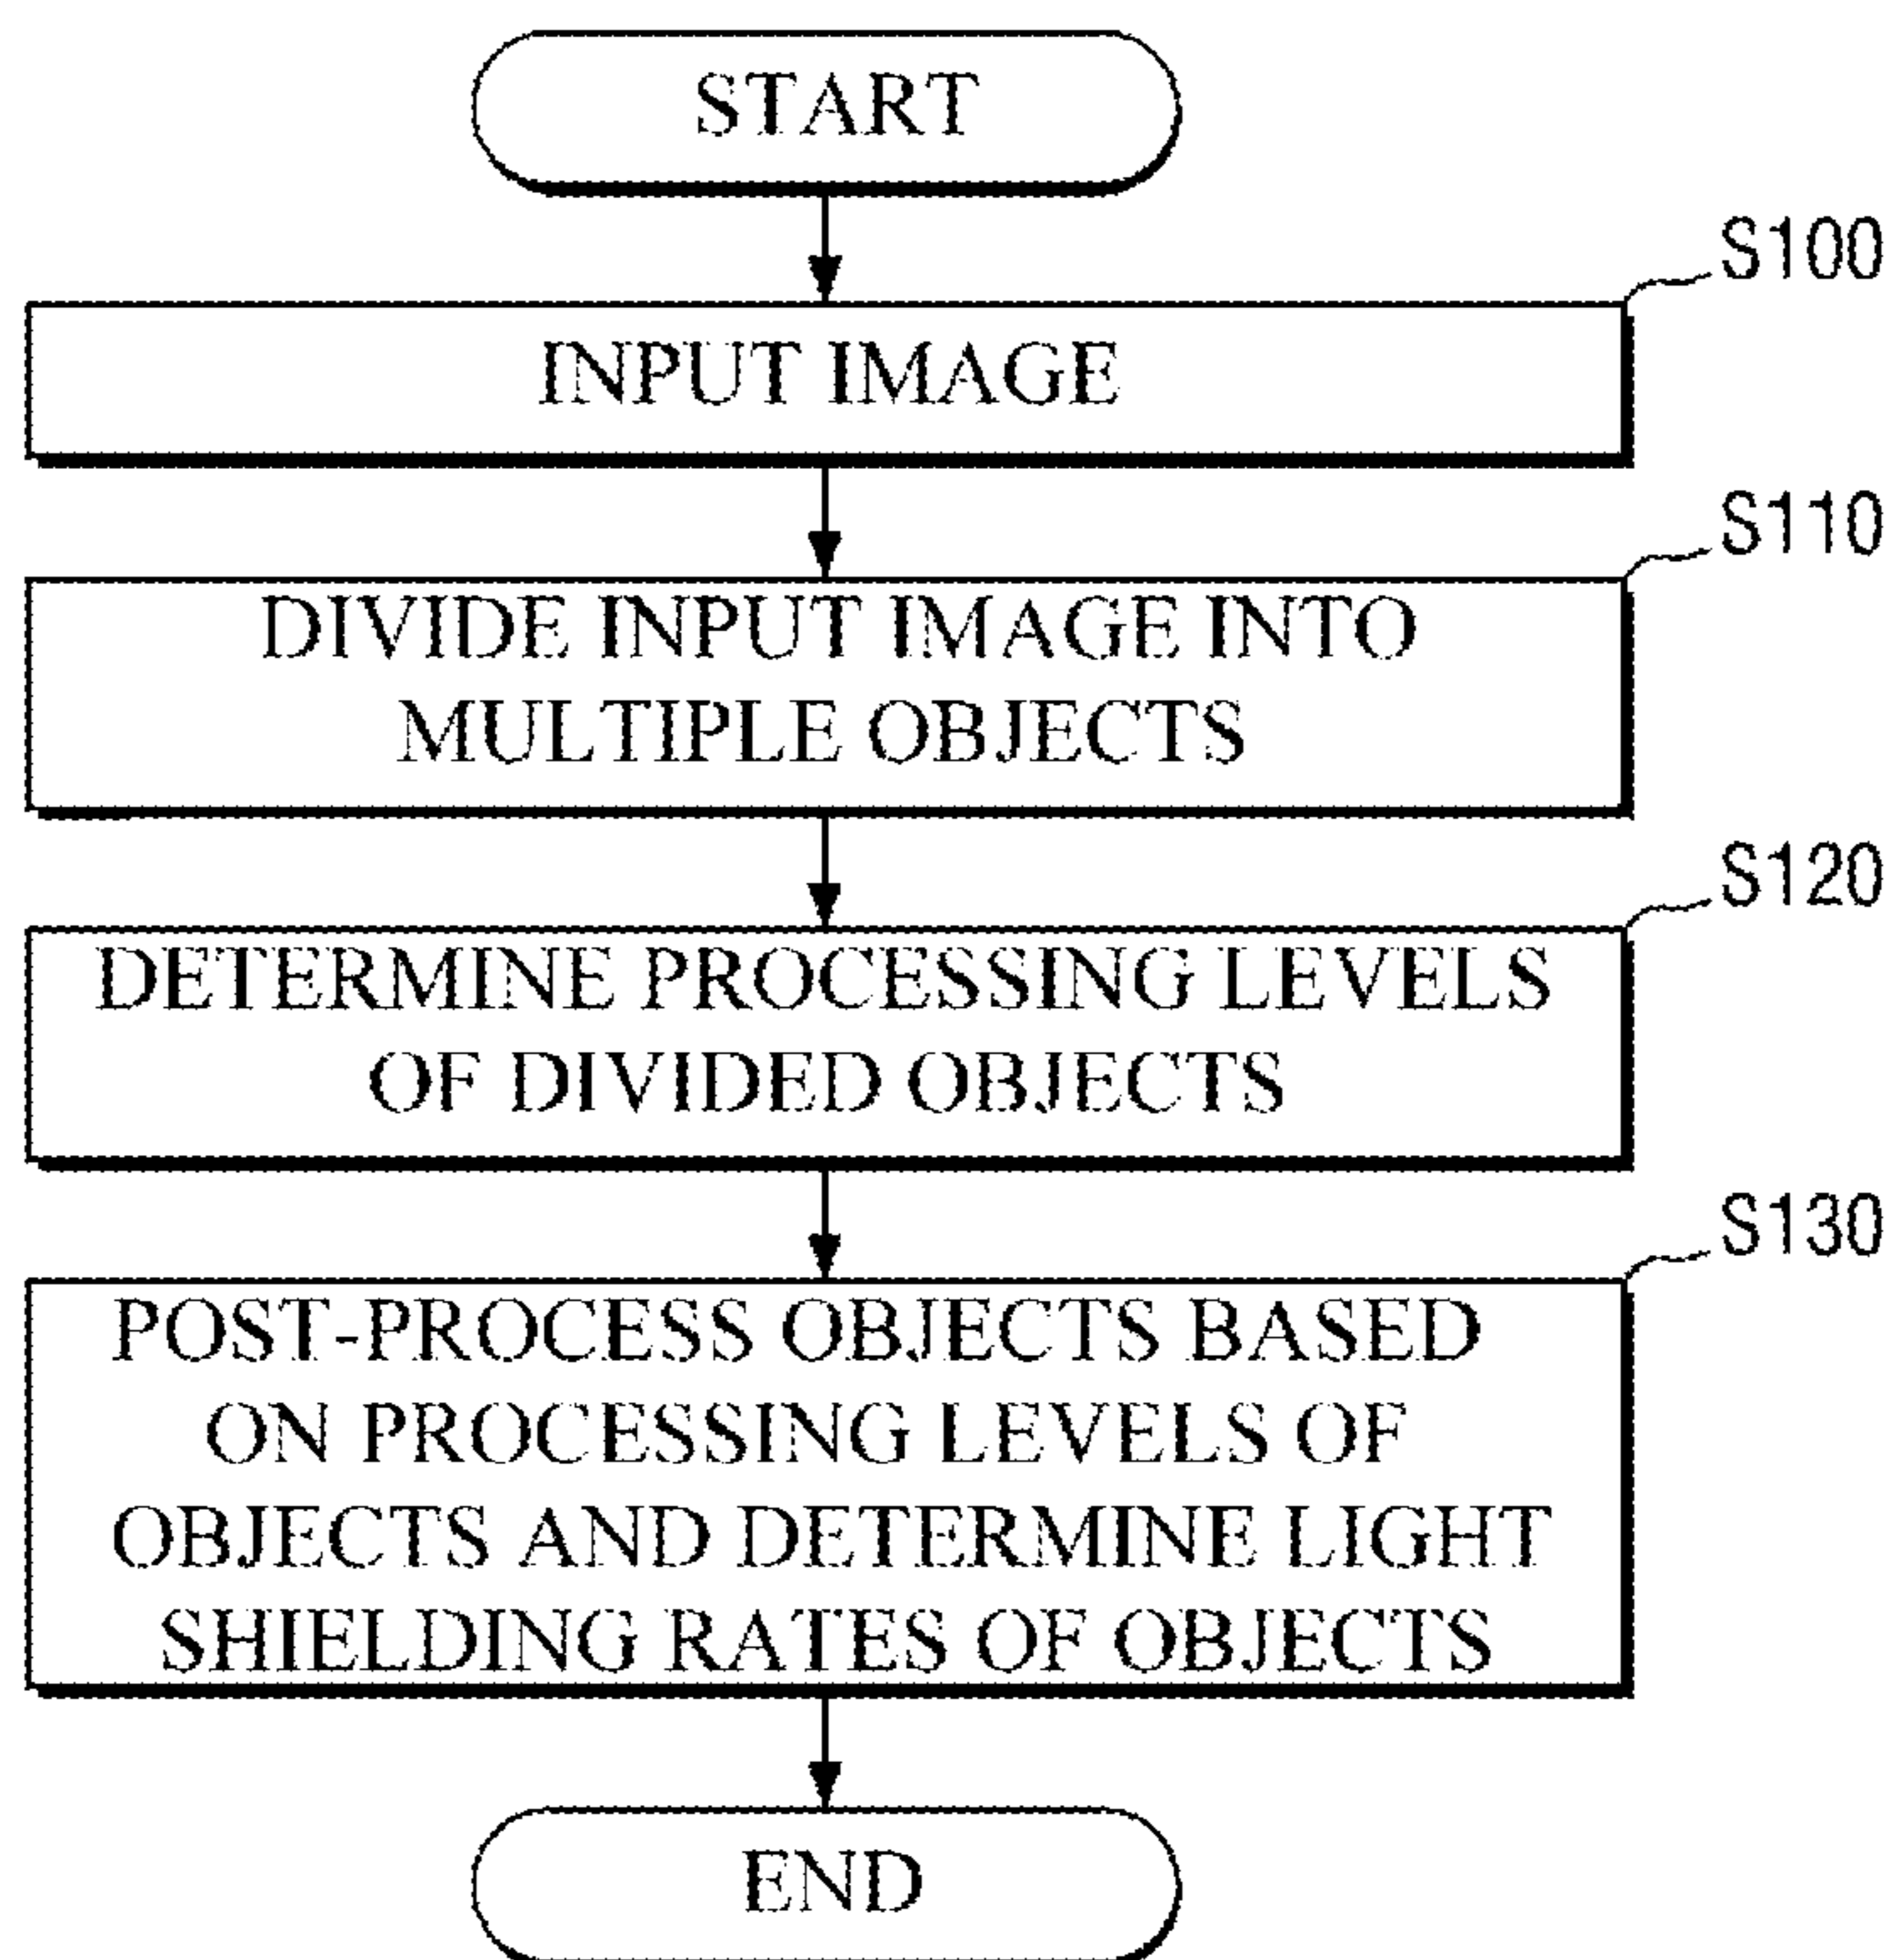 START
S100
INPUT IMAGE
S110
DIVIDE INPUT IMAGE INTO
MULTIPLE OBJECTS
S120
DETERMINE PROCESSING LEVELS
OF DIVIDED OBJECTS
S130
POST-PROCESS OBJECTS BASED
ON PROCESSING LEVELS OF
OBJECTS AND DETERMINE LIGHT
SHIELDING RATES OF OBJECTS
END